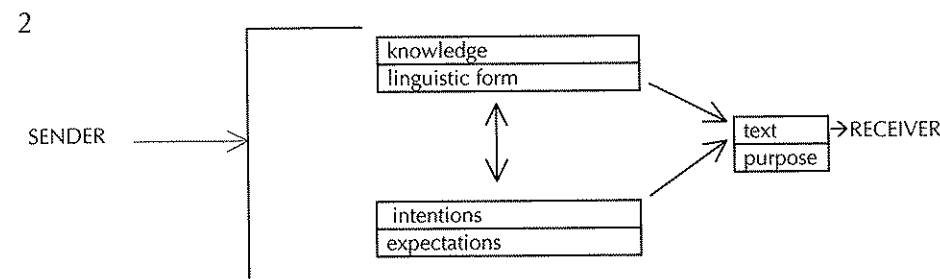 2
knowledge
linguistic form
SENDER
text → RECEIVER
purpose
intentions
expectations